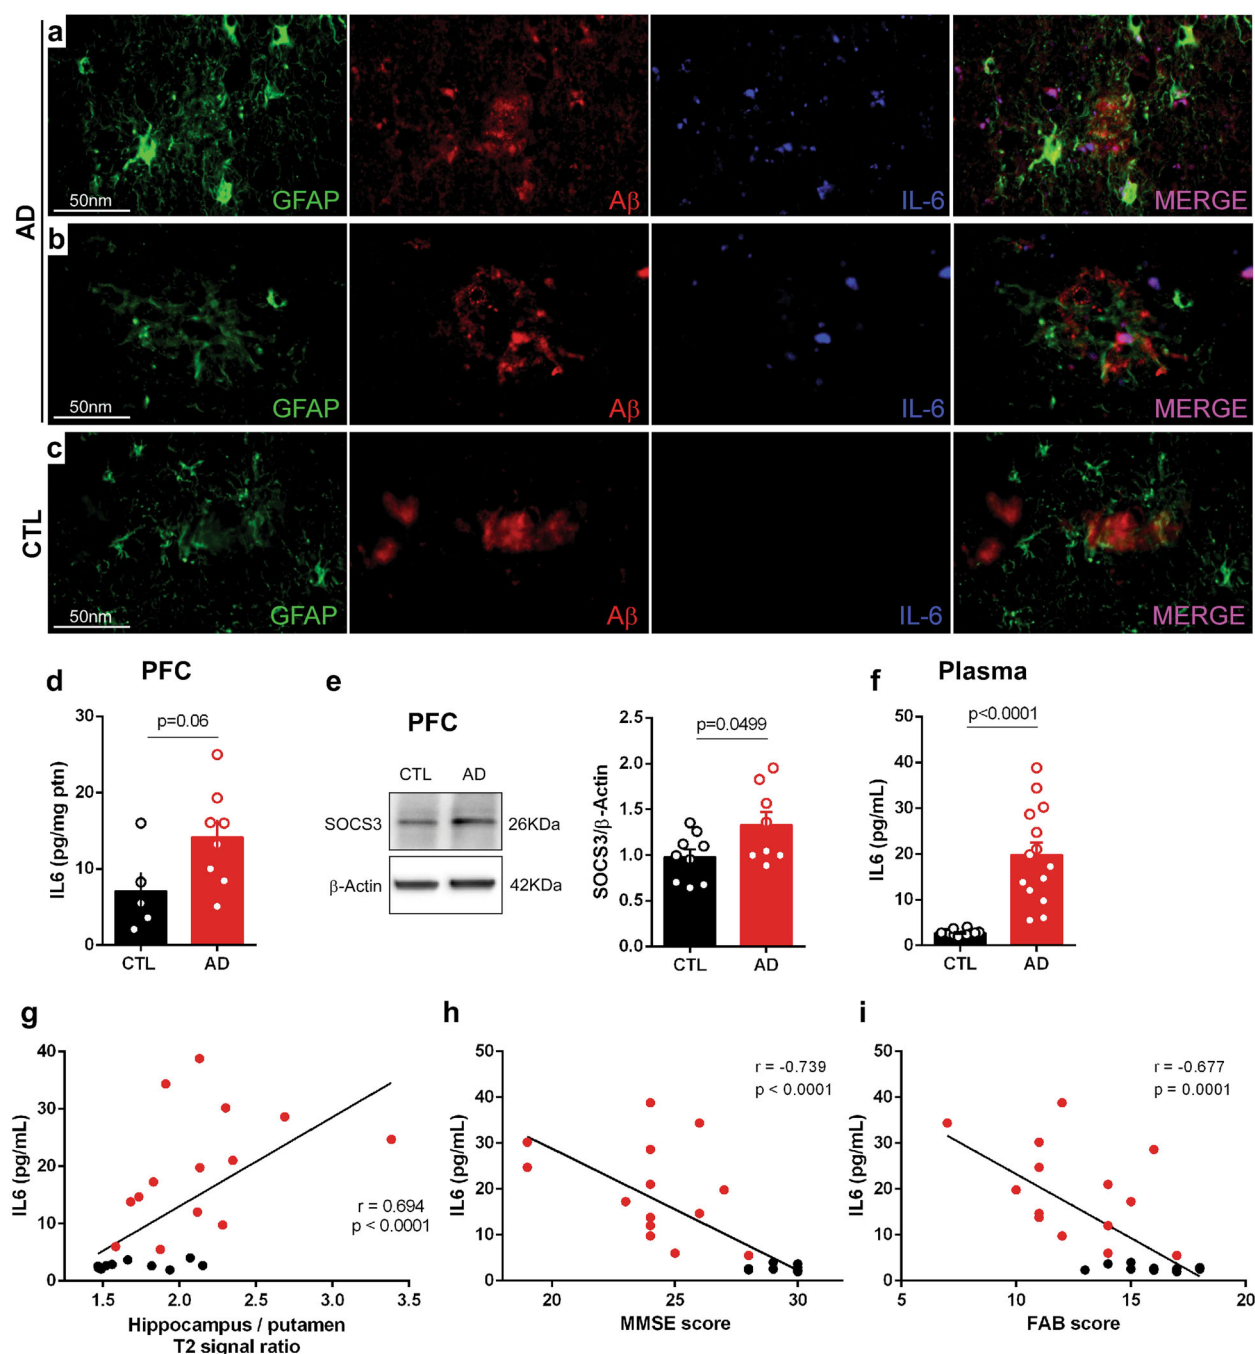 AD
a
50nm
GFAP
Aβ
IL-6
MERGE
b
50nm
GFAP
Aβ
IL-6
MERGE
CTL
c
50nm
GFAP
Aβ
IL-6
MERGE
d
PFC
IL6 (pg/mg ptn)
30
20
10
0
p=0.06
CTL
AD
e
PFC
CTL AD
SOCS3
26KDa
β-Actin
42KDa
SOCS3/β-Actin
2.5
2.0
1.5
1.0
0.5
0.0
p=0.0499
CTL
AD
f
Plasma
IL6 (pg/mL)
50
40
30
20
10
0
p<0.0001
CTL
AD
g
IL6 (pg/mL)
40
30
20
10
0
r = 0.694
p < 0.0001
1.5 2.0 2.5 3.0 3.5
Hippocampus / putamen
T2 signal ratio
h
IL6 (pg/mL)
50
40
30
20
10
0
r = -0.739
p < 0.0001
20 25 30
MMSE score
i
IL6 (pg/mL)
50
40
30
20
10
0
r = -0.677
p = 0.0001
5 10 15 20
FAB score